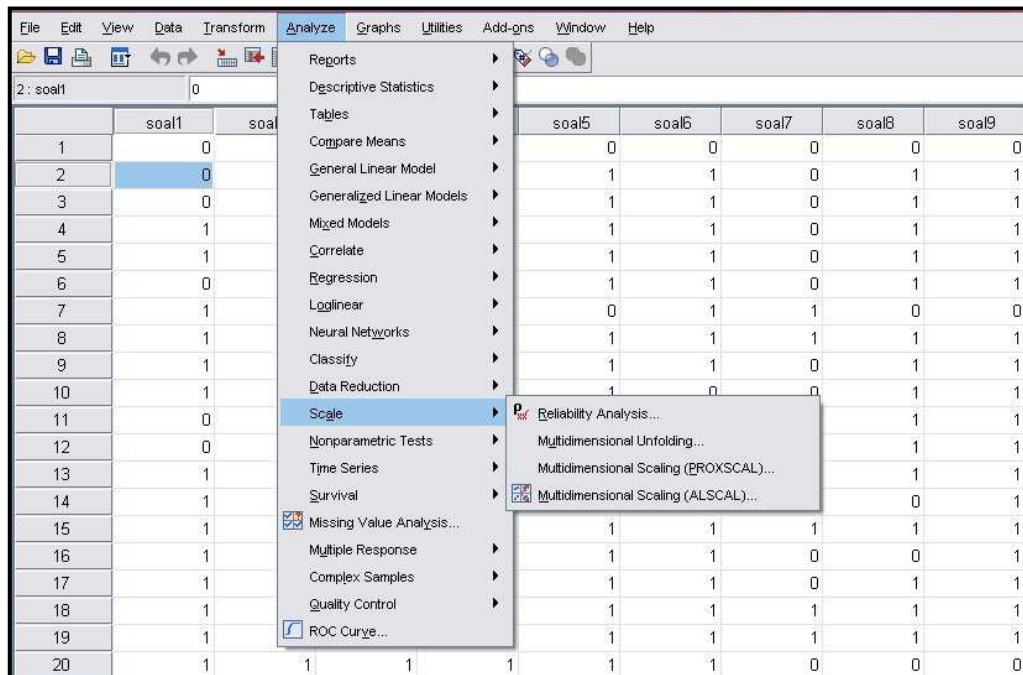 File Edit View Data Transform Analyze Graphs Utilities Add-ons Window Help
2 : soal1 0
soal1 soal soal5 soal6 soal7 soal8 soal9
1 0 0 0 0 0 0
2 0 1 1 0 1 1
3 0 1 1 0 1 1
4 1 1 1 0 1 1
5 1 1 1 0 1 1
6 0 1 1 0 1 1
7 1 0 1 1 0 0
8 1 1 1 1 1 1
9 1 1 1 0 1 1
10 1 1 0 0 1 1
11 0 1 1
12 0 1 1
13 1 1 1
14 1 0 1
15 1 1 1 1 1 1
16 1 1 1 0 0 1
17 1 1 1 0 1 1
18 1 1 1 1 1 1
19 1 1 1 1 1 1
20 1 1 1 1 1 1 0 0 0
Reports
Descriptive Statistics
Tables
Compare Means
General Linear Model
Generalized Linear Models
Mixed Models
Correlate
Regression
Loglinear
Neural Networks
Classify
Data Reduction
Scale
Nonparametric Tests
Time Series
Survival
Missing Value Analysis...
Multiple Response
Complex Samples
Quality Control
ROC Curve...
Reliability Analysis...
Multidimensional Unfolding...
Multidimensional Scaling (PROXSCAL)...
Multidimensional Scaling (ALSCAL)...